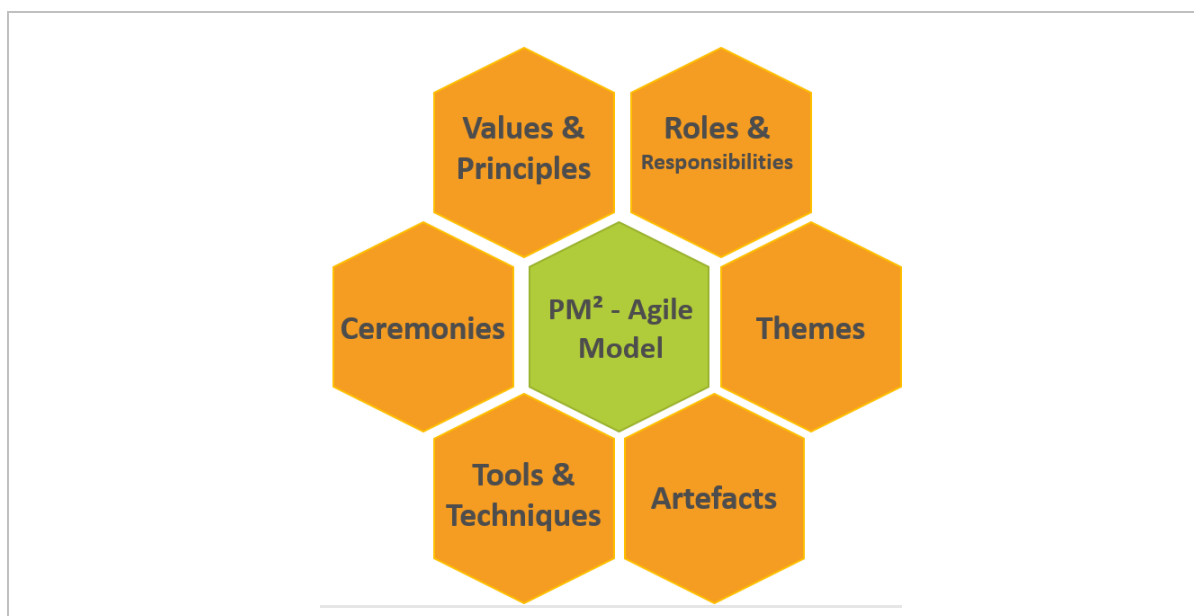 Values &
Principles
Roles &
Responsibilities
Ceremonies
PM² - Agile
Model
Themes
Tools &
Techniques
Artefacts